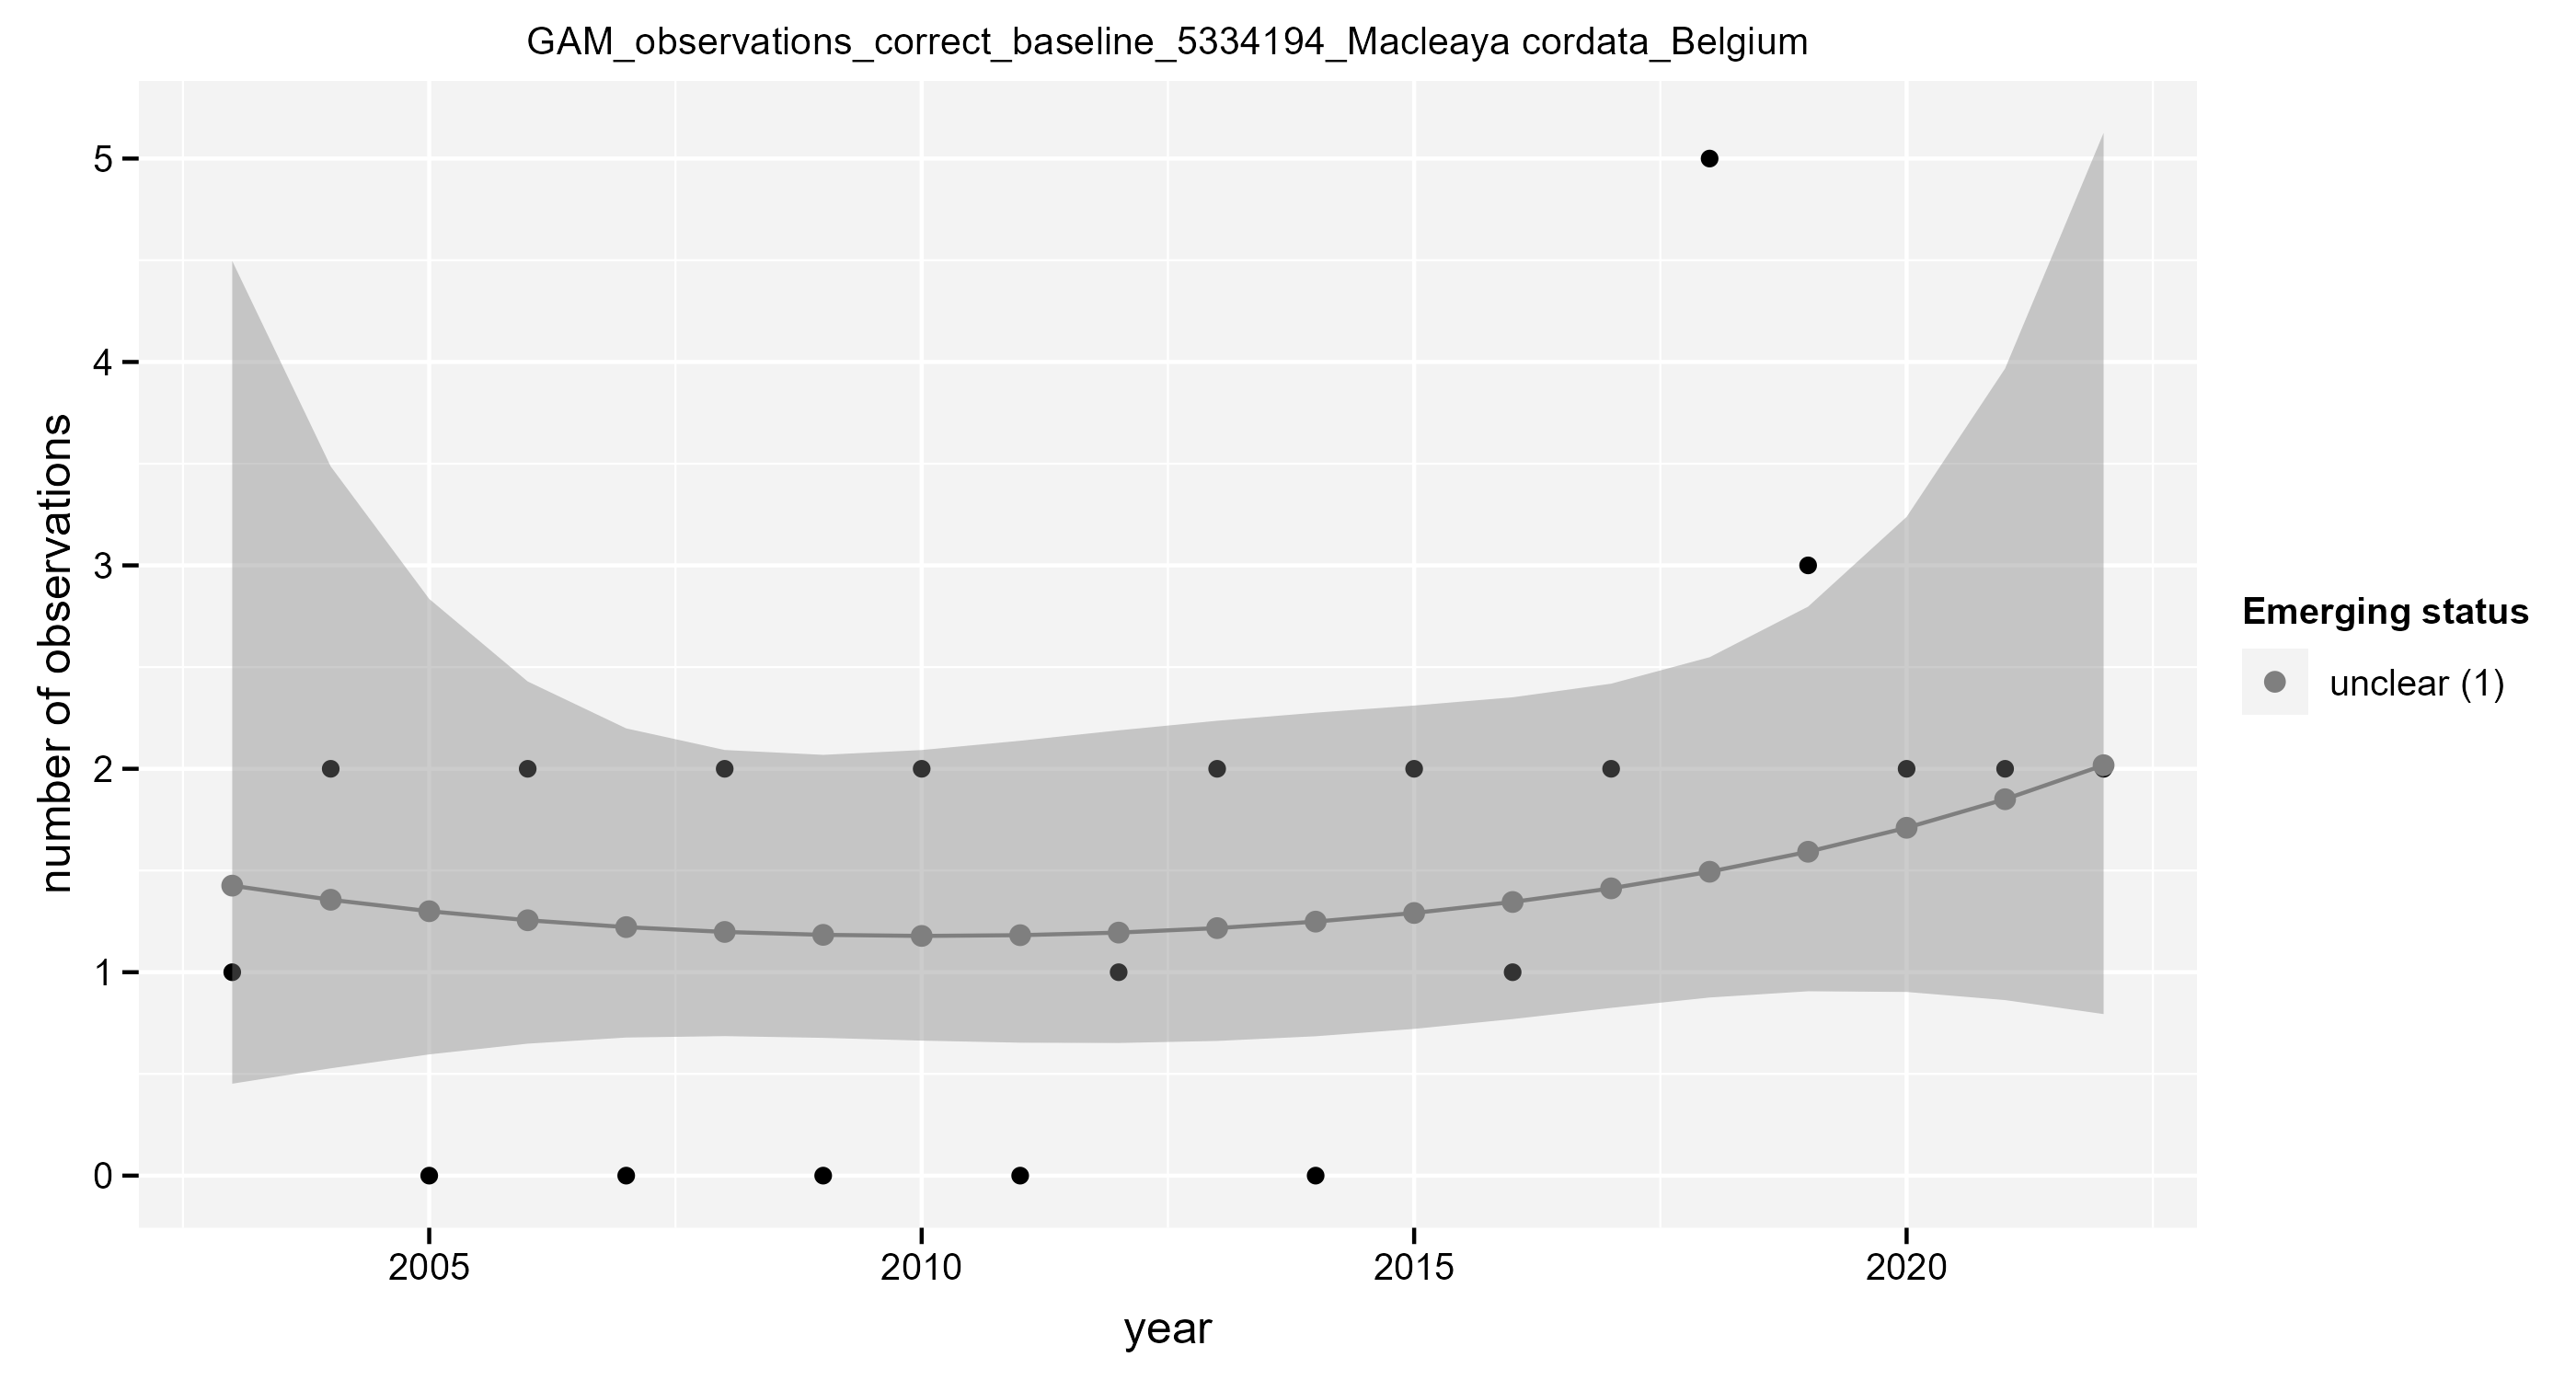 GAM_observations_correct_baseline_5334194_Macleaya cordata_Belgium
number of observations
5
4
3
2
1
0
2005
2010
2015
2020
year
Emerging status
unclear (1)